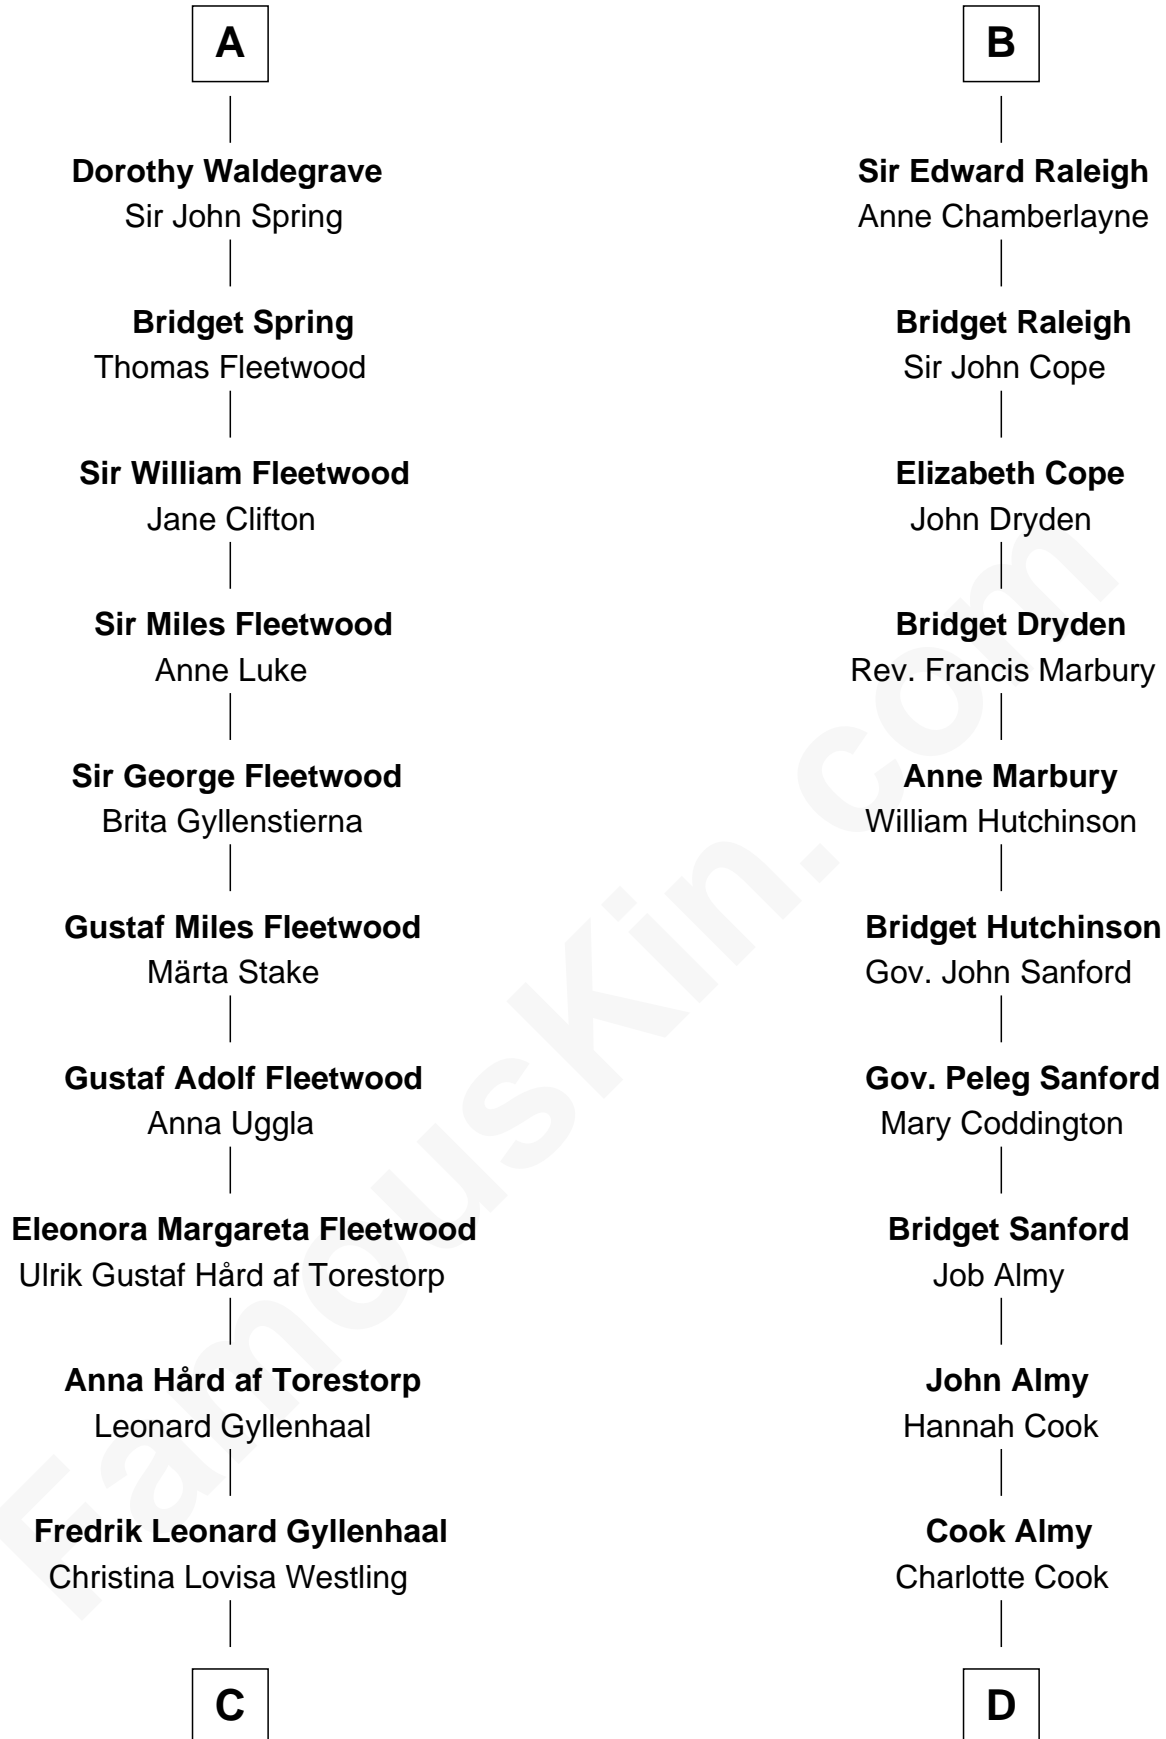 A
Dorothy Waldegrave
Sir John Spring
Bridget Spring
Thomas Fleetwood
Sir William Fleetwood
Jane Clifton
Sir Miles Fleetwood
Anne Luke
Sir George Fleetwood
Brita Gyllenstierna
Gustaf Miles Fleetwood
Märta Stake
Gustaf Adolf Fleetwood
Anna Uggla
Eleonora Margareta Fleetwood
Ulrik Gustaf Hård af Torestorp
Anna Hård af Torestorp
Leonard Gyllenhaal
Fredrik Leonard Gyllenhaal
Christina Lovisa Westling
C
B
Sir Edward Raleigh
Anne Chamberlayne
Bridget Raleigh
Sir John Cope
Elizabeth Cope
John Dryden
Bridget Dryden
Rev. Francis Marbury
Anne Marbury
William Hutchinson
Bridget Hutchinson
Gov. John Sanford
Gov. Peleg Sanford
Mary Coddington
Bridget Sanford
Job Almy
John Almy
Hannah Cook
Cook Almy
Charlotte Cook
D
FamousKin.com